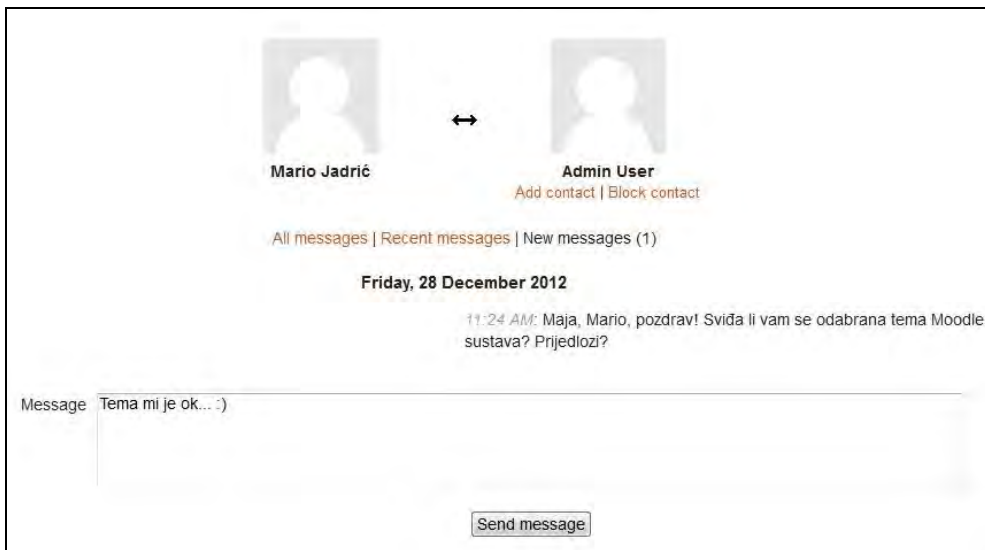 Mario Jadrić
Admin User
Add contact | Block contact
All messages | Recent messages | New messages (1)
Friday, 28 December 2012
11:24 AM: Maja, Mario, pozdrav! Sviđa li vam se odabrana tema Moodle
sustava? Prijedlozi?
Message Tema mi je ok... :)
Send message